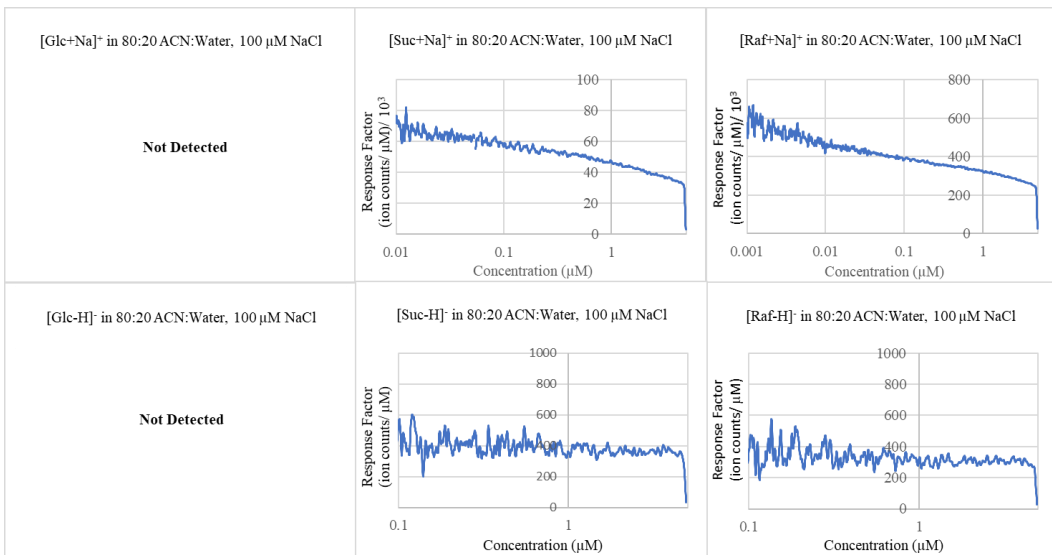 [Glc+Na]⁺ in 80:20 ACN:Water, 100 μM NaCl
Not Detected
[Suc+Na]⁺ in 80:20 ACN:Water, 100 μM NaCl
Response Factor
(ion counts/ μM)/ 10³
100
80
60
40
20
0
0.01
0.1
1
Concentration (μM)
[Raf+Na]⁺ in 80:20 ACN:Water, 100 μM NaCl
Response Factor
(ion counts/ μM)/ 10³
800
600
400
200
0
0.001
0.01
0.1
1
Concentration (μM)
[Glc-H]⁻ in 80:20 ACN:Water, 100 μM NaCl
Not Detected
[Suc-H]⁻ in 80:20 ACN:Water, 100 μM NaCl
Response Factor
(ion counts/ μM)
1000
800
600
400
200
0
0.1
1
Concentration (μM)
[Raf-H]⁻ in 80:20 ACN:Water, 100 μM NaCl
Response Factor
(ion counts/ μM)
1000
800
600
400
200
0
0.1
1
Concentration (μM)